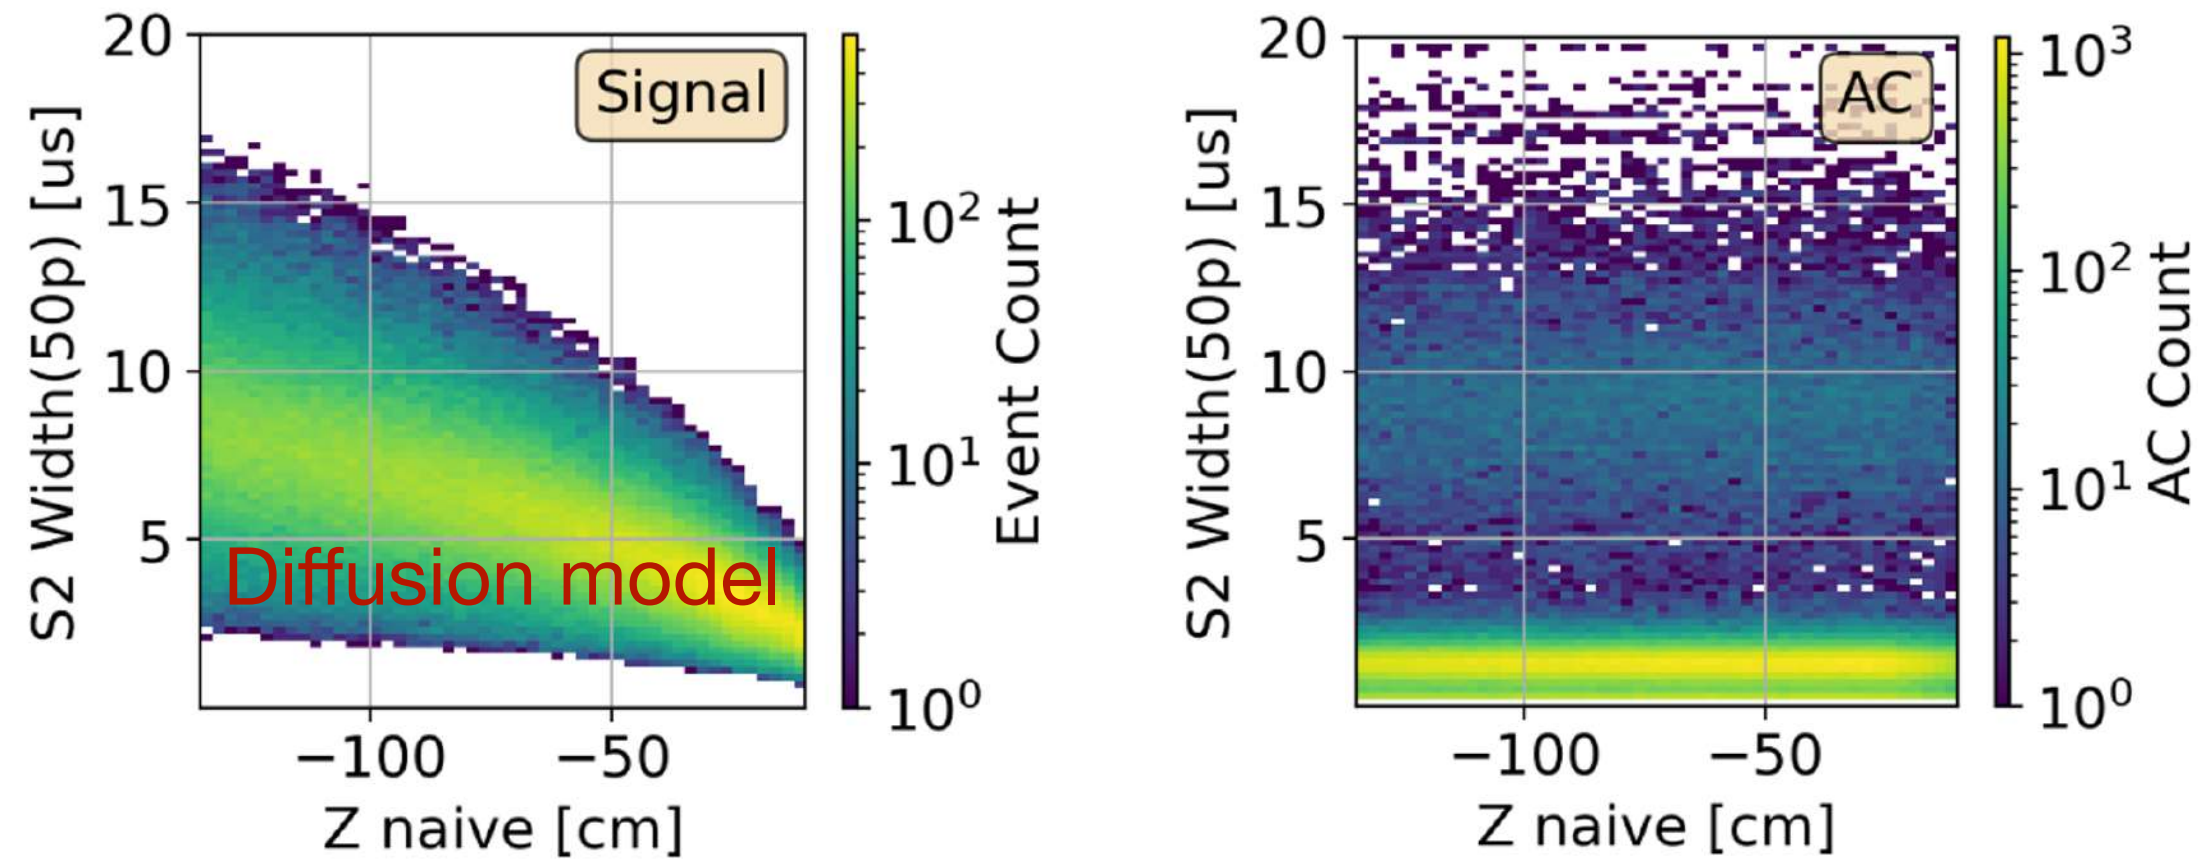 20
15
10
5
S2 Width(50p) [us]
Signal
Diffusion model
−100
−50
Z naive [cm]
10²
10¹
10⁰
Event Count
20
15
10
5
S2 Width(50p) [us]
AC
−100
−50
Z naive [cm]
10³
10²
10¹
10⁰
AC Count